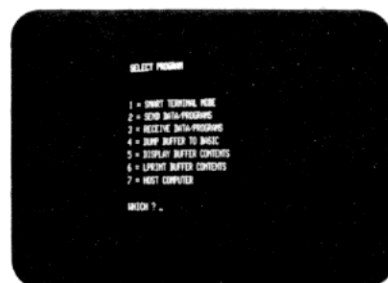 SELECT PROGRAM
1 = SMART TERMINAL MODE
2 = SEND DATA/PROGRAMS
3 = RECEIVE DATA/PROGRAMS
4 = DUMP BUFFER TO BASIC
5 = DISPLAY BUFFER CONTENTS
6 = LPRINT BUFFER CONTENTS
7 = HOST COMPUTER
WHICH ? _